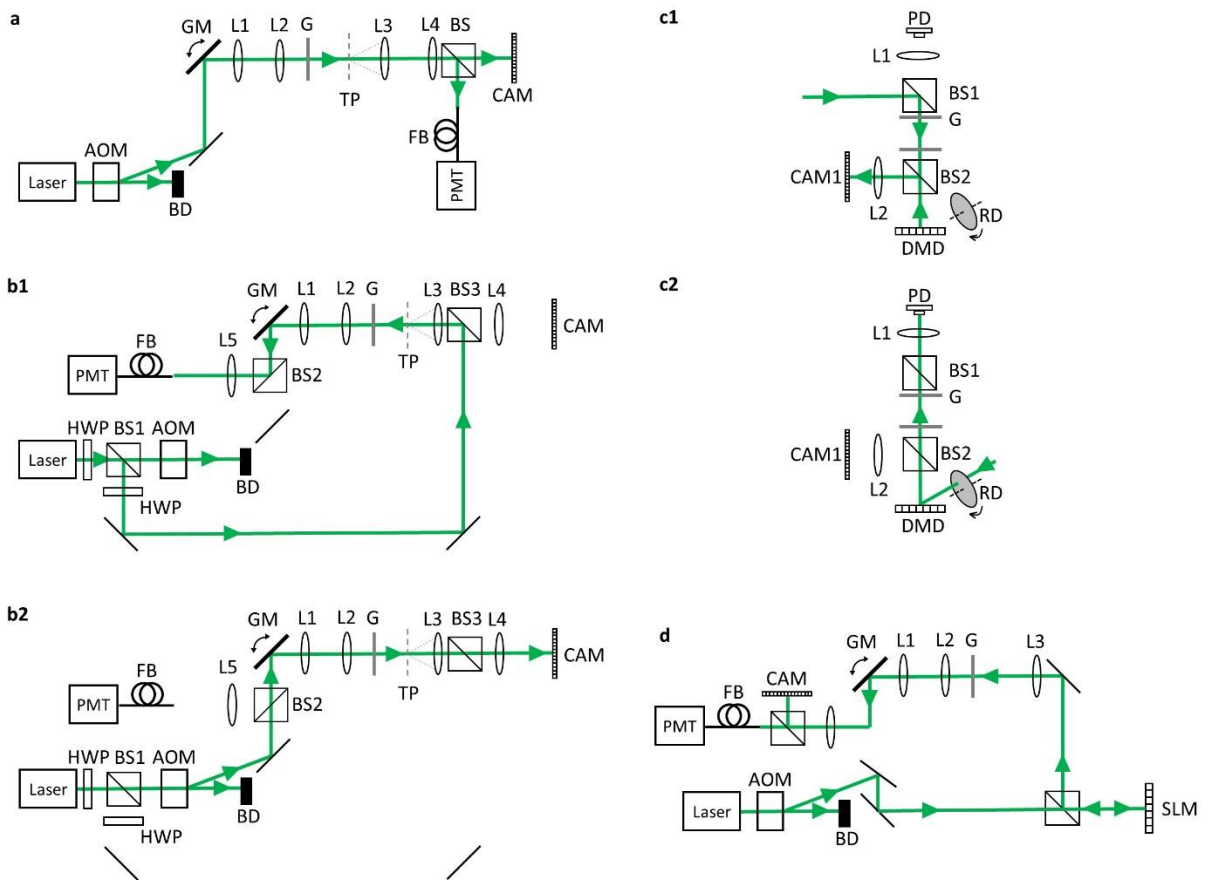 a
GM L1 L2 G L3 L4 BS
TP
CAM
FB
AOM
Laser
BD
PMT
c1
PD
L1
BS1
G
CAM1
BS2
L2
RD
DMD
b1
GM L1 L2 G L3 BS3 L4
CAM
FB
L5
TP
PMT
BS2
HWP BS1 AOM
Laser
BD
HWP
c2
PD
L1
BS1
G
CAM1
BS2
L2
RD
DMD
b2
GM L1 L2 G L3 BS3 L4
CAM
FB
L5
TP
PMT
BS2
HWP BS1 AOM
Laser
BD
HWP
d
GM L1 L2 G L3
CAM
FB
PMT
AOM
Laser
SLM
BD